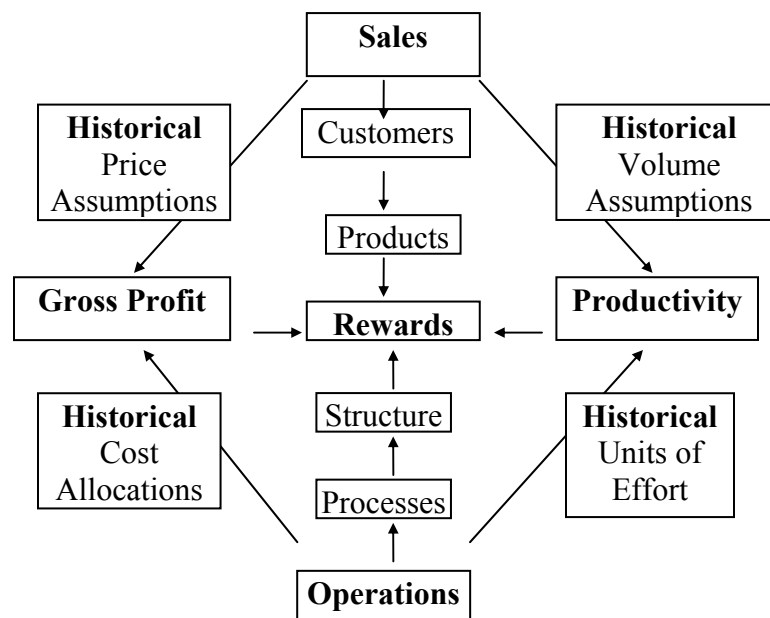 Sales
Historical
Price
Assumptions
Customers
Historical
Volume
Assumptions
Products
Gross Profit
Rewards
Productivity
Historical
Cost
Allocations
Structure
Historical
Units of
Effort
Processes
Operations